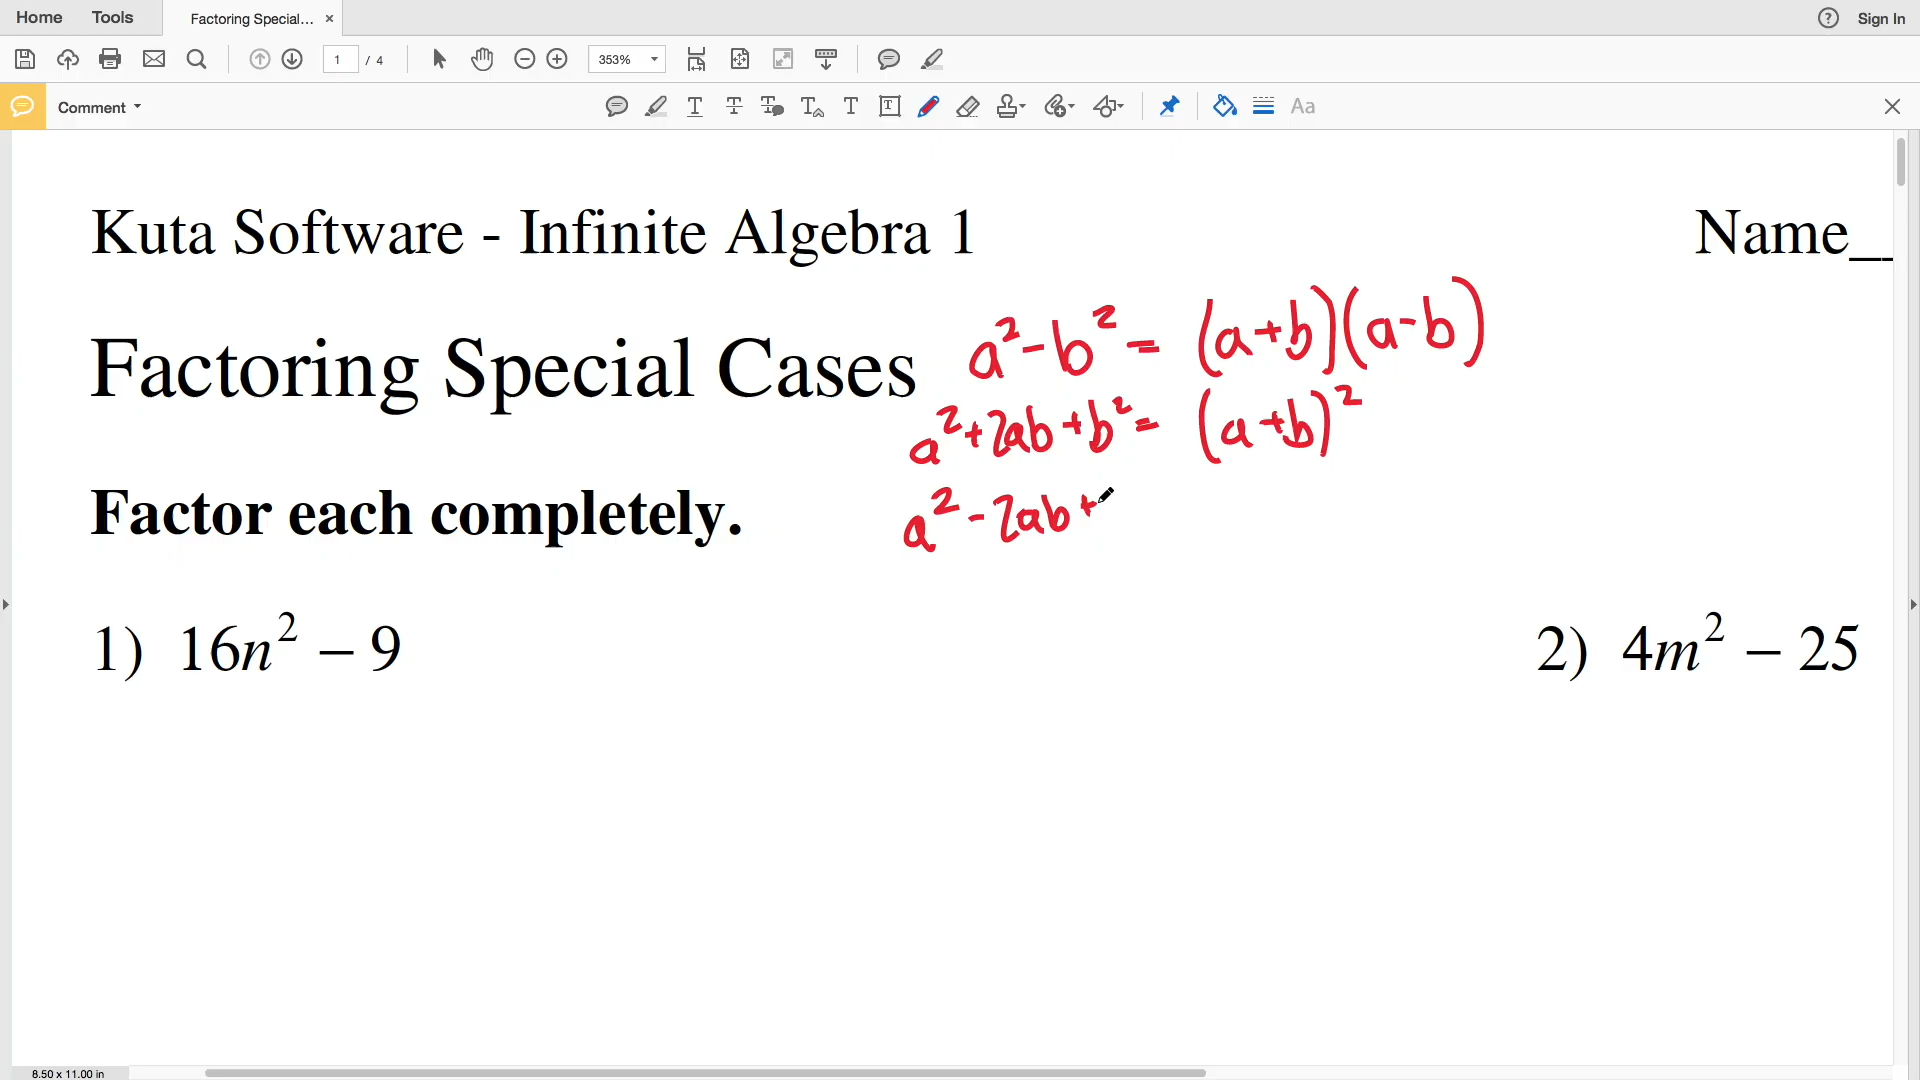 Home Tools Factoring Special... × Sign In
1 / 4 353%
Comment Aa
Kuta Software - Infinite Algebra 1 Name__
Factoring Special Cases
a² - b² = (a+b)(a-b)
a² + 2ab + b² = (a+b)²
a² - 2ab +
Factor each completely.
1) 16n² − 9
2) 4m² − 25
8.50 x 11.00 in